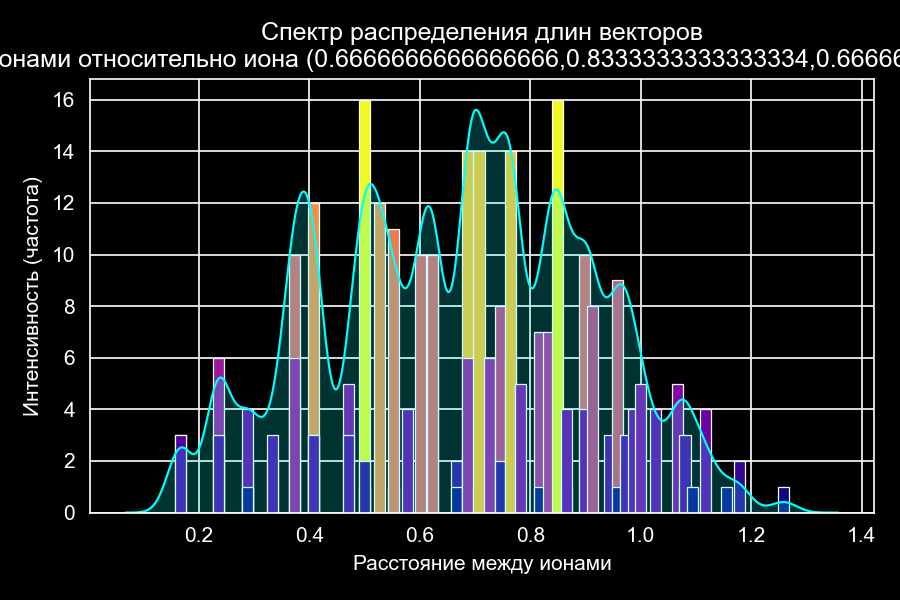 Спектр распределения длин векторов
онами относительно иона (0.6666666666666666,0.8333333333333334,0.66666
Интенсивность (частота)
16
14
12
10
8
6
4
2
0
0.2 0.4 0.6 0.8 1.0 1.2 1.4
Расстояние между ионами